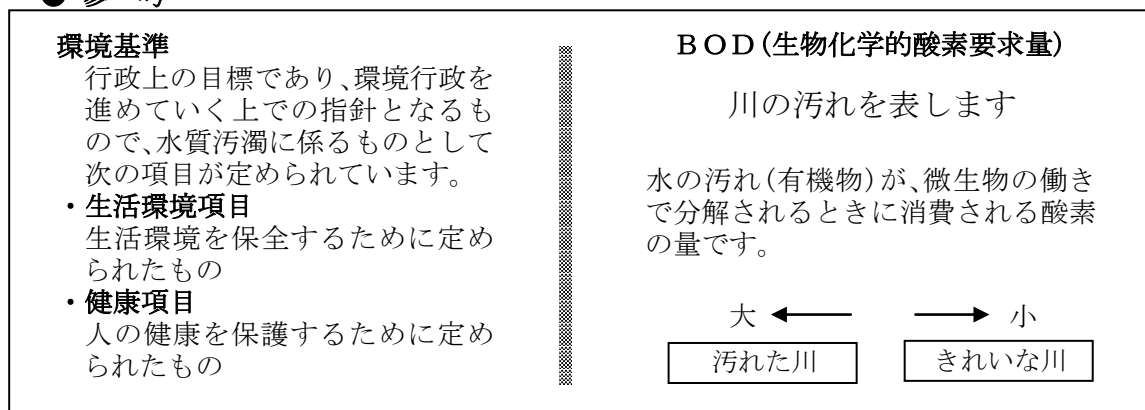 環境基準
行政上の目標であり、環境行政を
進めていく上での指針となるも
ので、水質汚濁に係るものとして
次の項目が定められています。
・生活環境項目
生活環境を保全するために定め
られたもの
・健康項目
人の健康を保護するために定め
られたもの
ＢＯＤ(生物化学的酸素要求量)
川の汚れを表します
水の汚れ(有機物)が、微生物の働き
で分解されるときに消費される酸素
の量です。
大 ← → 小
汚れた川 きれいな川